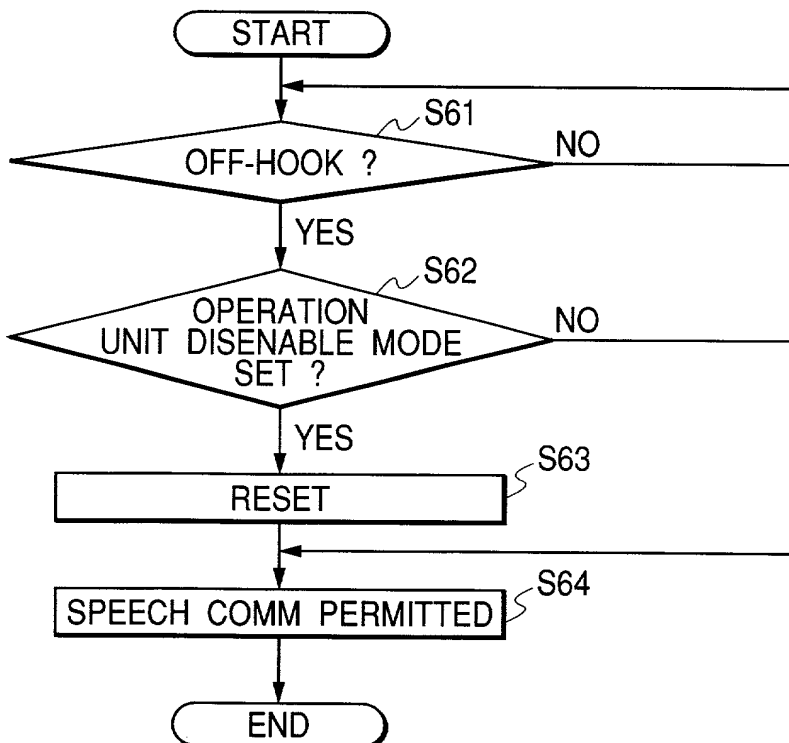 START
S61
OFF-HOOK ?
NO
YES
S62
OPERATION
UNIT DISENABLE MODE
SET ?
NO
YES
S63
RESET
S64
SPEECH COMM PERMITTED
END